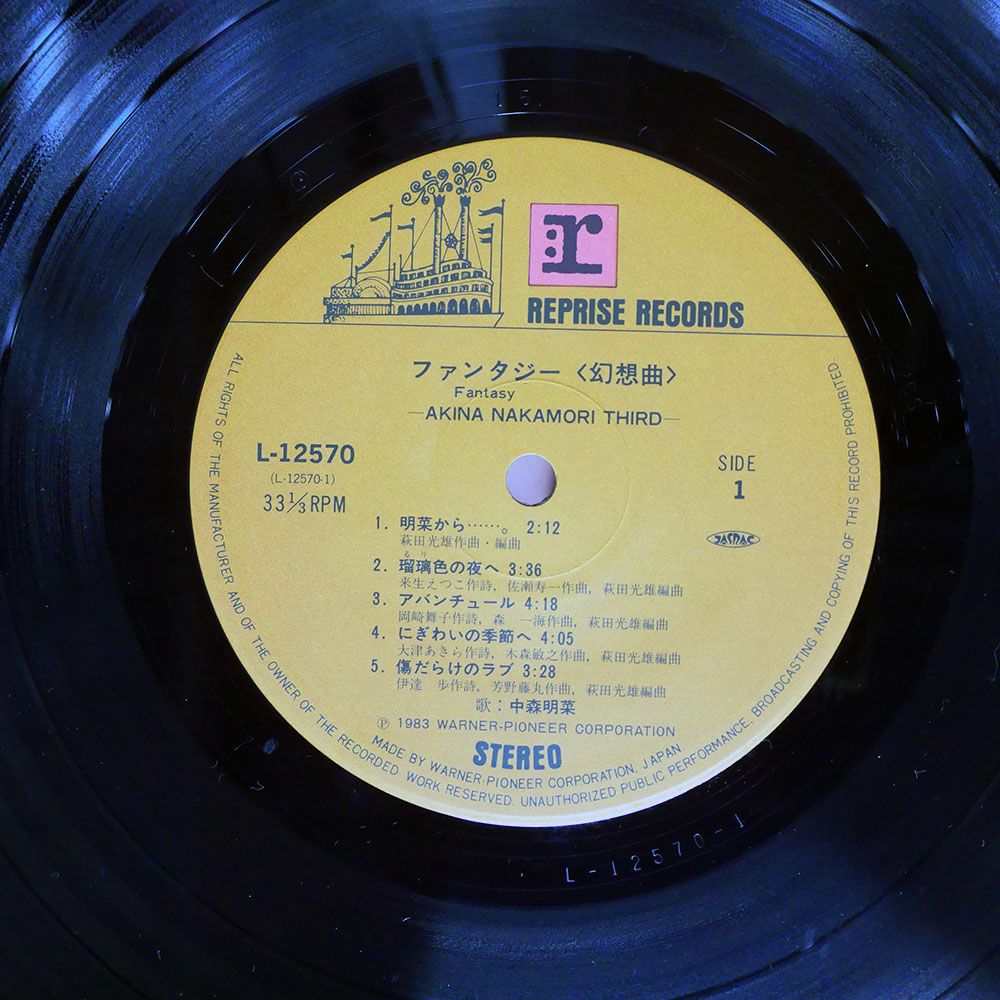 15.
r
REPRISE RECORDS
ファンタジー〈幻想曲〉
Fantasy
—AKINA NAKAMORI THIRD—
L-12570
(L-12570-1)
33⅓RPM
SIDE
1
JASRAC
1. 明菜から……。 2:12
萩田光雄作曲・編曲
るり
2. 瑠璃色の夜へ 3:36
来生えつこ作詩, 佐瀬寿一作曲, 萩田光雄編曲
3. アバンチュール 4:18
岡崎舞子作詩, 森 一海作曲, 萩田光雄編曲
4. にぎわいの季節へ 4:05
大津あきら作詩, 木森敏之作曲, 萩田光雄編曲
5. 傷だらけのラブ 3:28
伊達 歩作詩, 芳野藤丸作曲, 萩田光雄編曲
歌：中森明菜
Ⓟ 1983 WARNER-PIONEER CORPORATION
STEREO
MADE BY WARNER-PIONEER CORPORATION, JAPAN
ALL RIGHTS OF THE MANUFACTURER AND OF THE OWNER OF THE RECORDED WORK RESERVED. UNAUTHORIZED PUBLIC PERFORMANCE, BROADCASTING AND COPYING OF THIS RECORD PROHIBITED.
L-12570-1